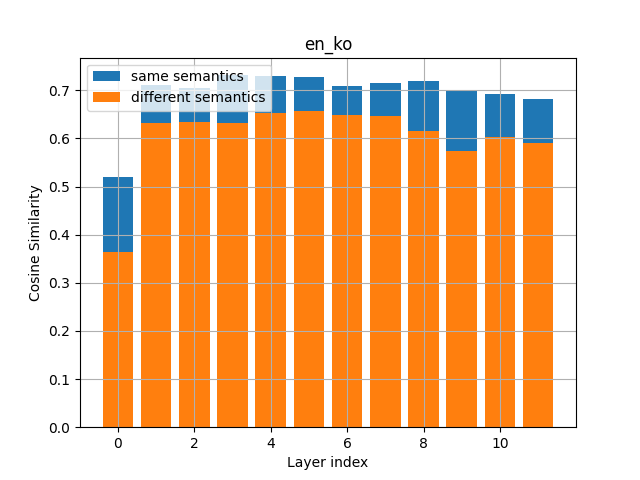 en_ko
same semantics
different semantics
Cosine Similarity
0.7
0.6
0.5
0.4
0.3
0.2
0.1
0.0
0 2 4 6 8 10
Layer index